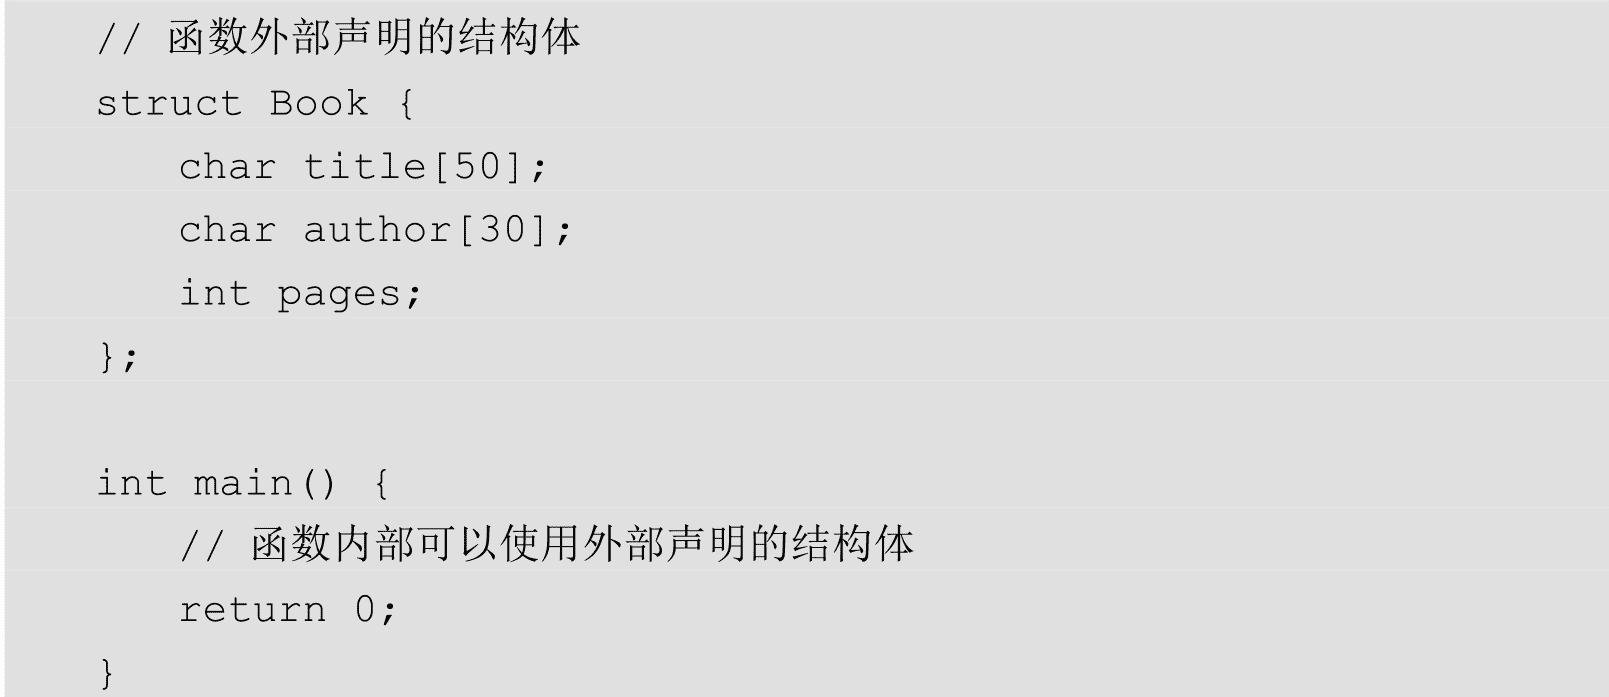 // 函数外部声明的结构体
struct Book {
    char title[50];
    char author[30];
    int pages;
};

int main() {
    // 函数内部可以使用外部声明的结构体
    return 0;
}